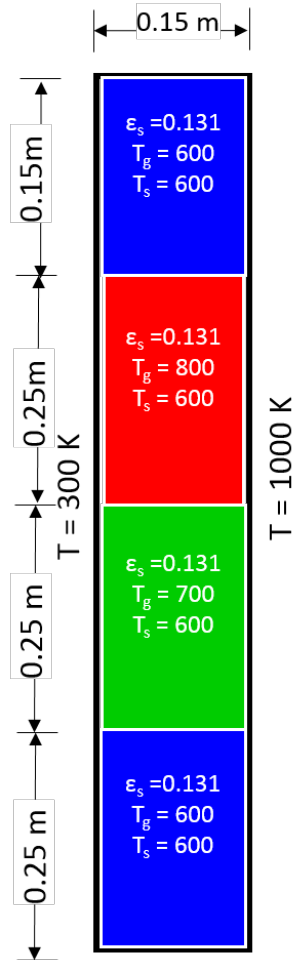 0.15 m
0.15m
εs =0.131
Tg = 600
Ts = 600
0.25m
εs =0.131
Tg = 800
Ts = 600
T = 300 K
T = 1000 K
0.25 m
εs =0.131
Tg = 700
Ts = 600
0.25 m
εs =0.131
Tg = 600
Ts = 600